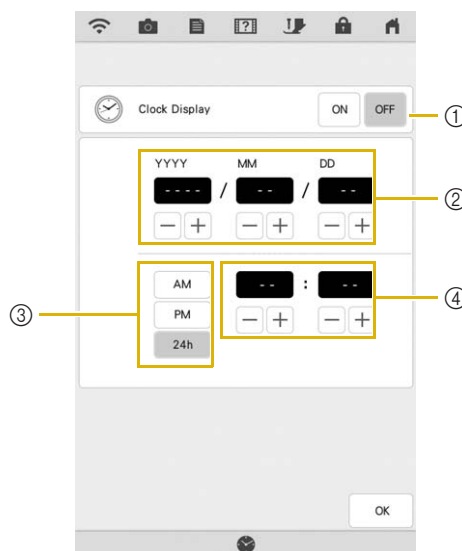 ?
Clock Display ON OFF ①
YYYY MM DD
---- / -- / -- ②
− + − + − +
③ AM -- : -- ④
PM − + − +
24h
OK